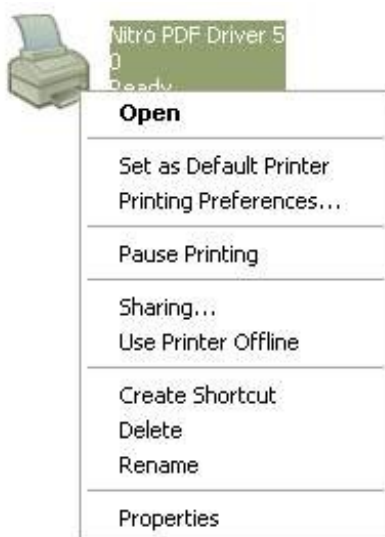 Nitro PDF Driver 5
0
Ready
Open
Set as Default Printer
Printing Preferences...
Pause Printing
Sharing...
Use Printer Offline
Create Shortcut
Delete
Rename
Properties